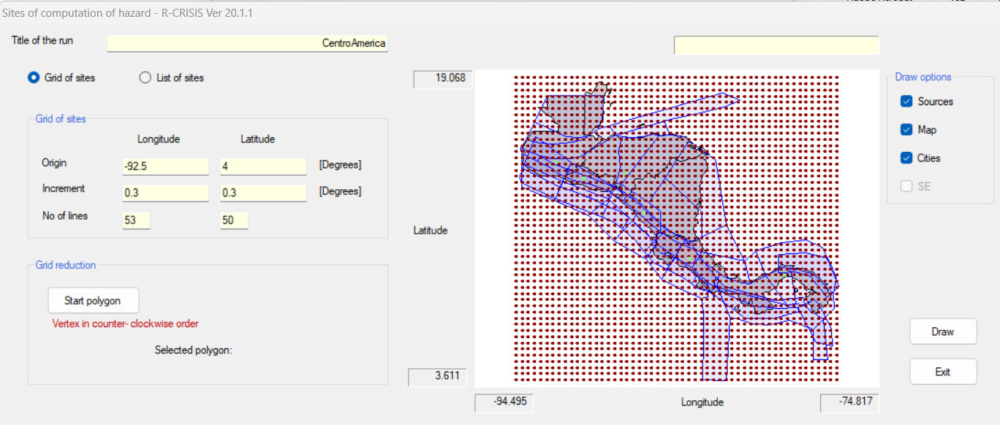 Sites of computation of hazard - R-CRISIS Ver 20.1.1
Title of the run
CentroAmerica
Grid of sites
List of sites
19.068
Draw options
Sources
Map
Cities
SE
Grid of sites
Longitude Latitude
Origin -92.5 4 [Degrees]
Increment 0.3 0.3 [Degrees]
No of lines 53 50
Latitude
Grid reduction
Start polygon
Vertex in counter- clockwise order
Selected polygon:
3.611
-94.495 Longitude -74.817
Draw
Exit